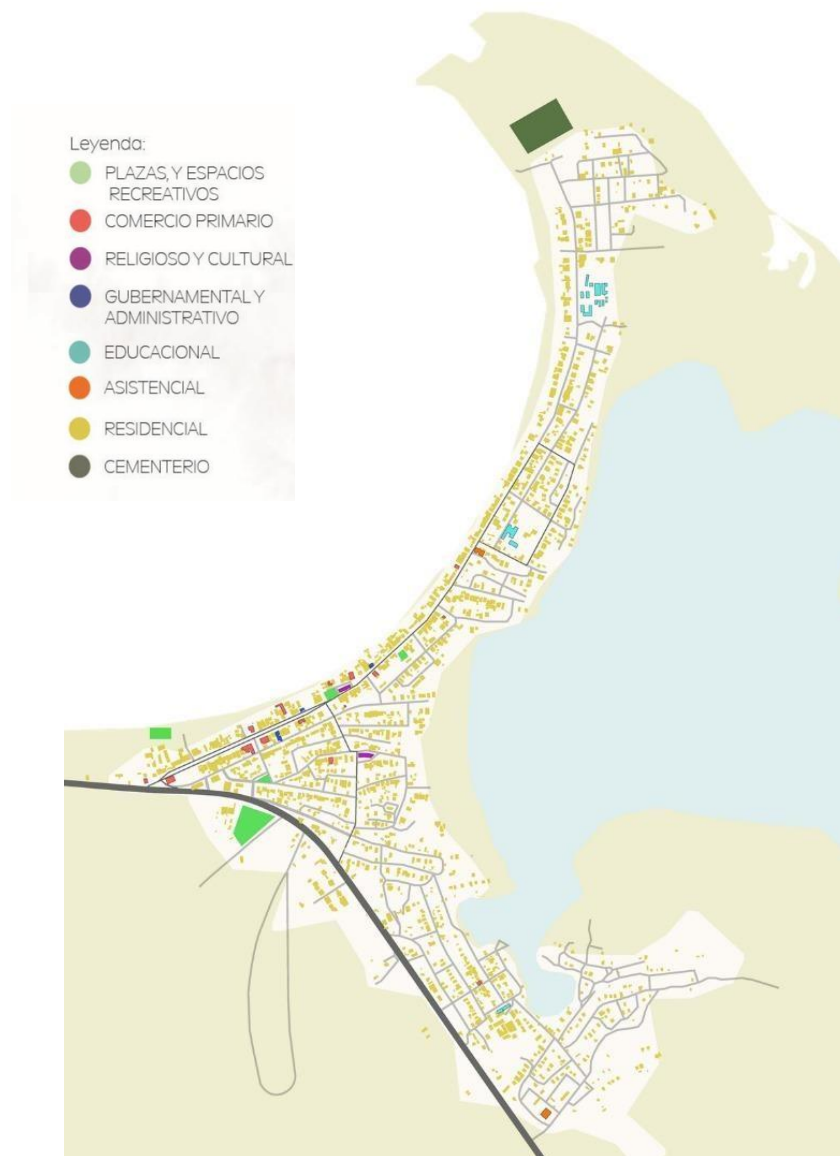 Leyenda:
PLAZAS, Y ESPACIOS
RECREATIVOS
COMERCIO PRIMARIO
RELIGIOSO Y CULTURAL
GUBERNAMENTAL Y
ADMINISTRATIVO
EDUCACIONAL
ASISTENCIAL
RESIDENCIAL
CEMENTERIO